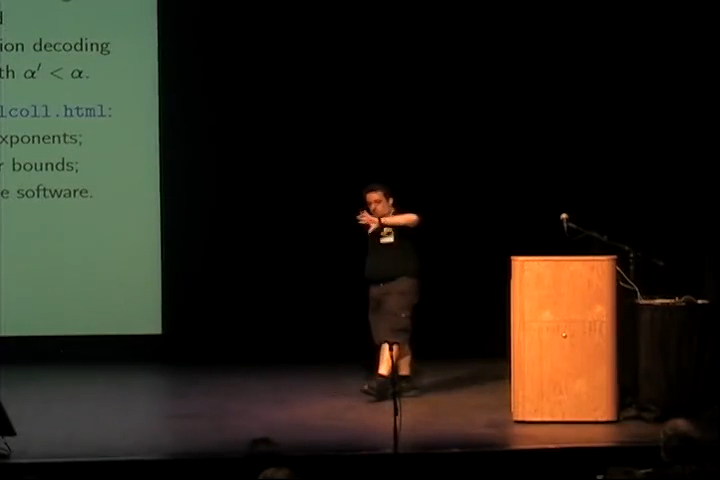 ion decoding
th α′ < α.
lcoll.html:
xponents;
r bounds;
e software.